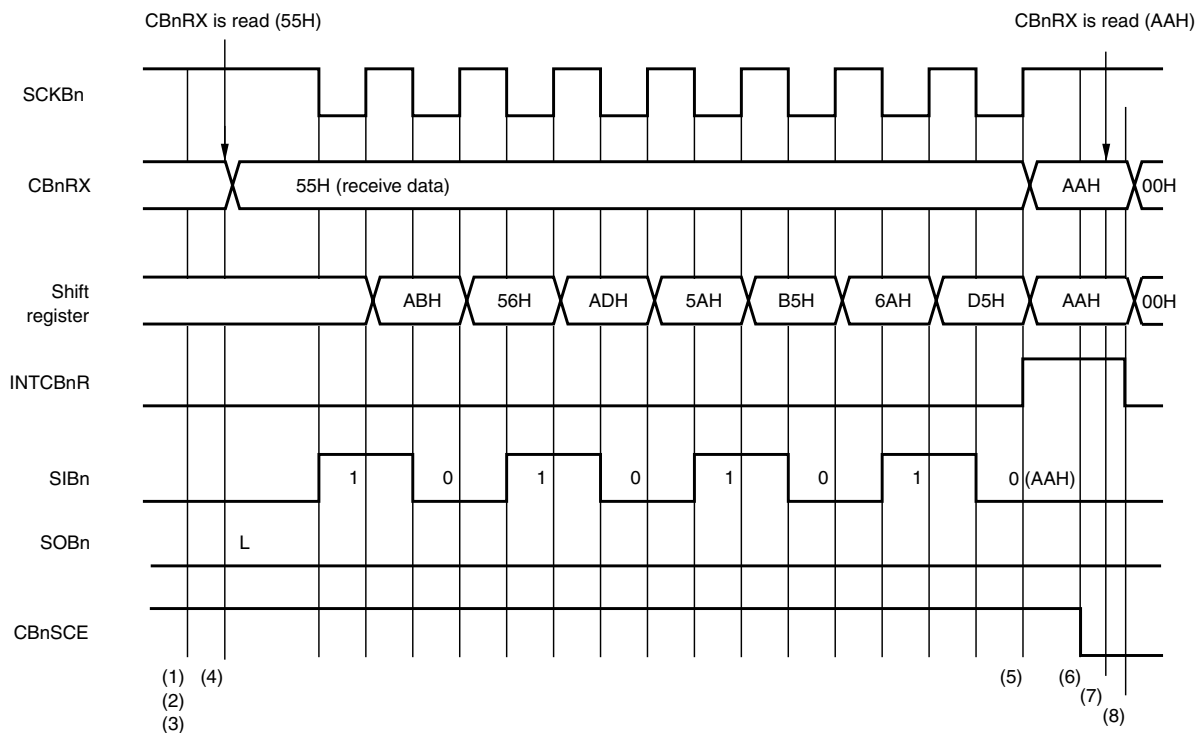 CBnRX is read (55H)
CBnRX is read (AAH)
SCKBn
CBnRX
55H (receive data)
AAH
00H
Shift
register
ABH
56H
ADH
5AH
B5H
6AH
D5H
AAH
00H
INTCBnR
SIBn
1
0
1
0
1
0
1
0 (AAH)
SOBn
L
CBnSCE
(1)
(2)
(3)
(4)
(5)
(6)
(7)
(8)